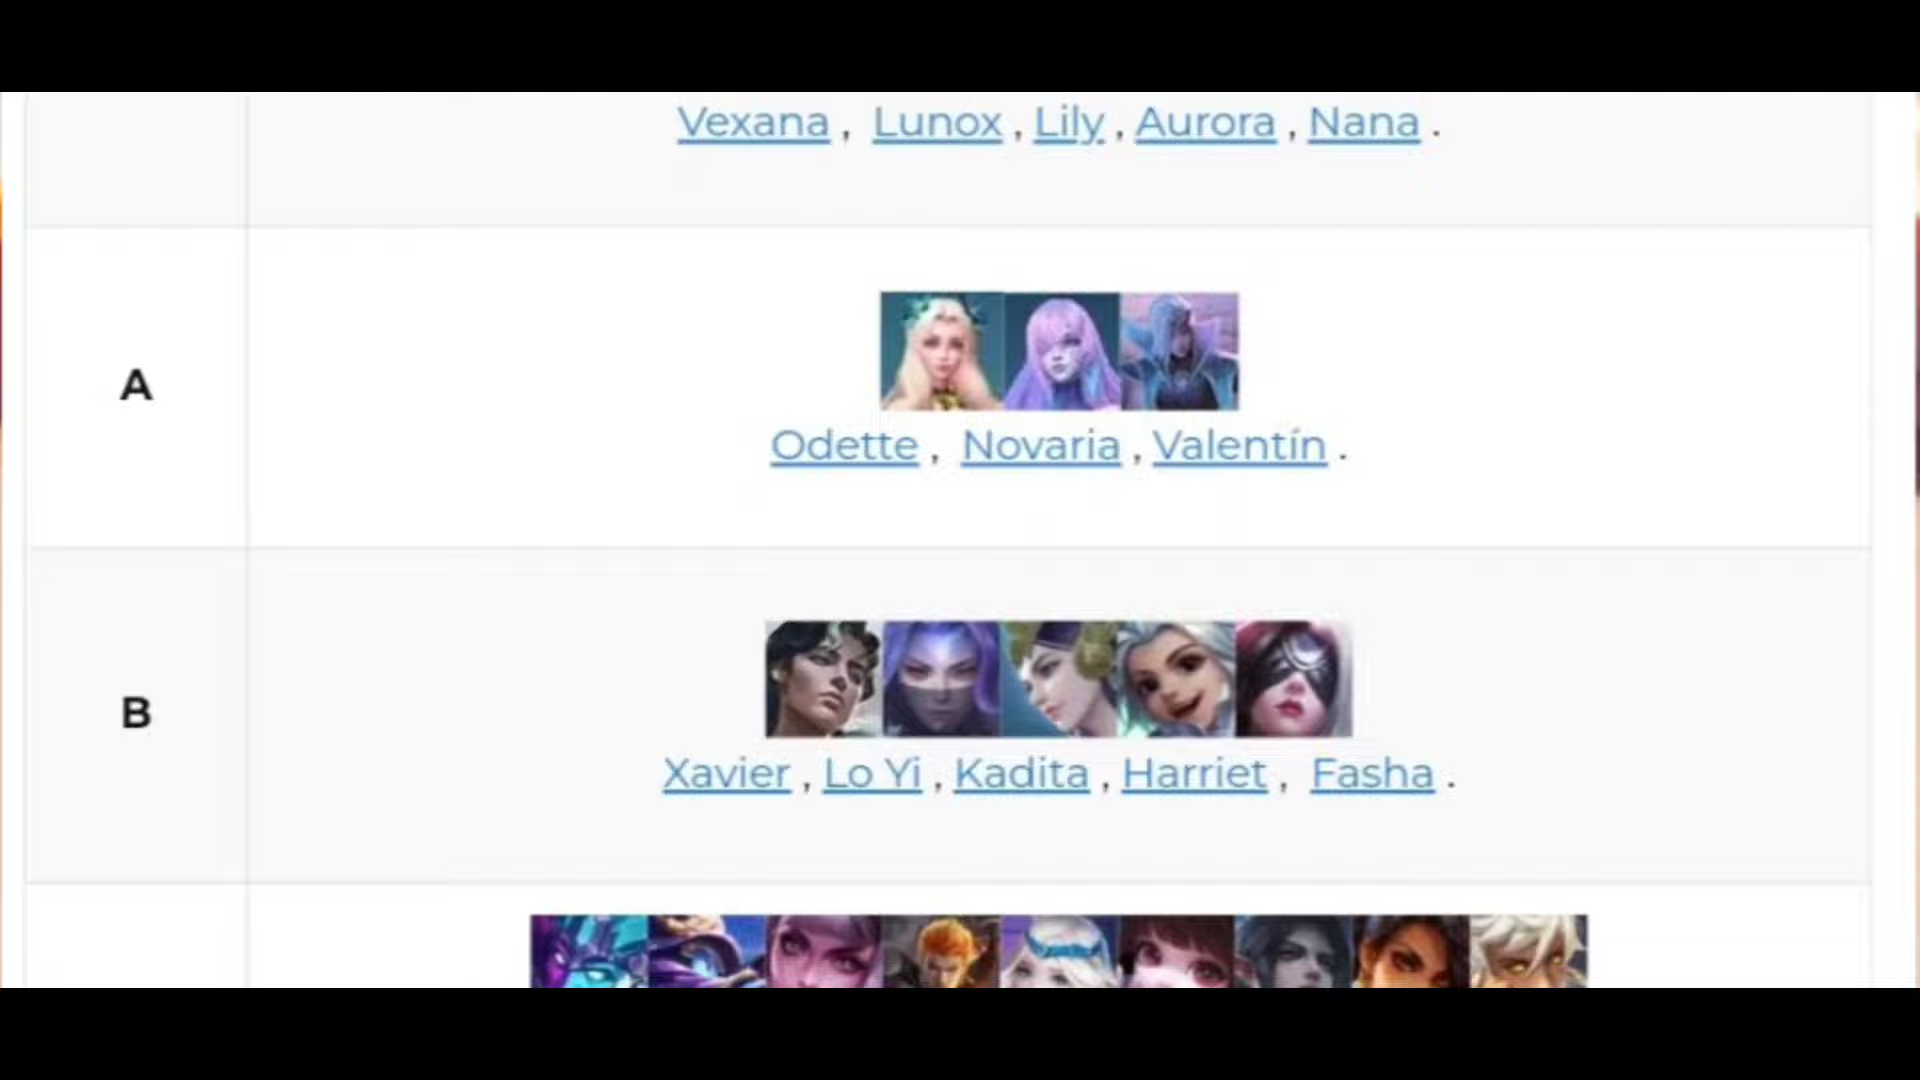 Vexana , Lunox , Lily , Aurora , Nana .
A
Odette , Novaria , Valentín .
B
Xavier , Lo Yi , Kadita , Harriet , Fasha .